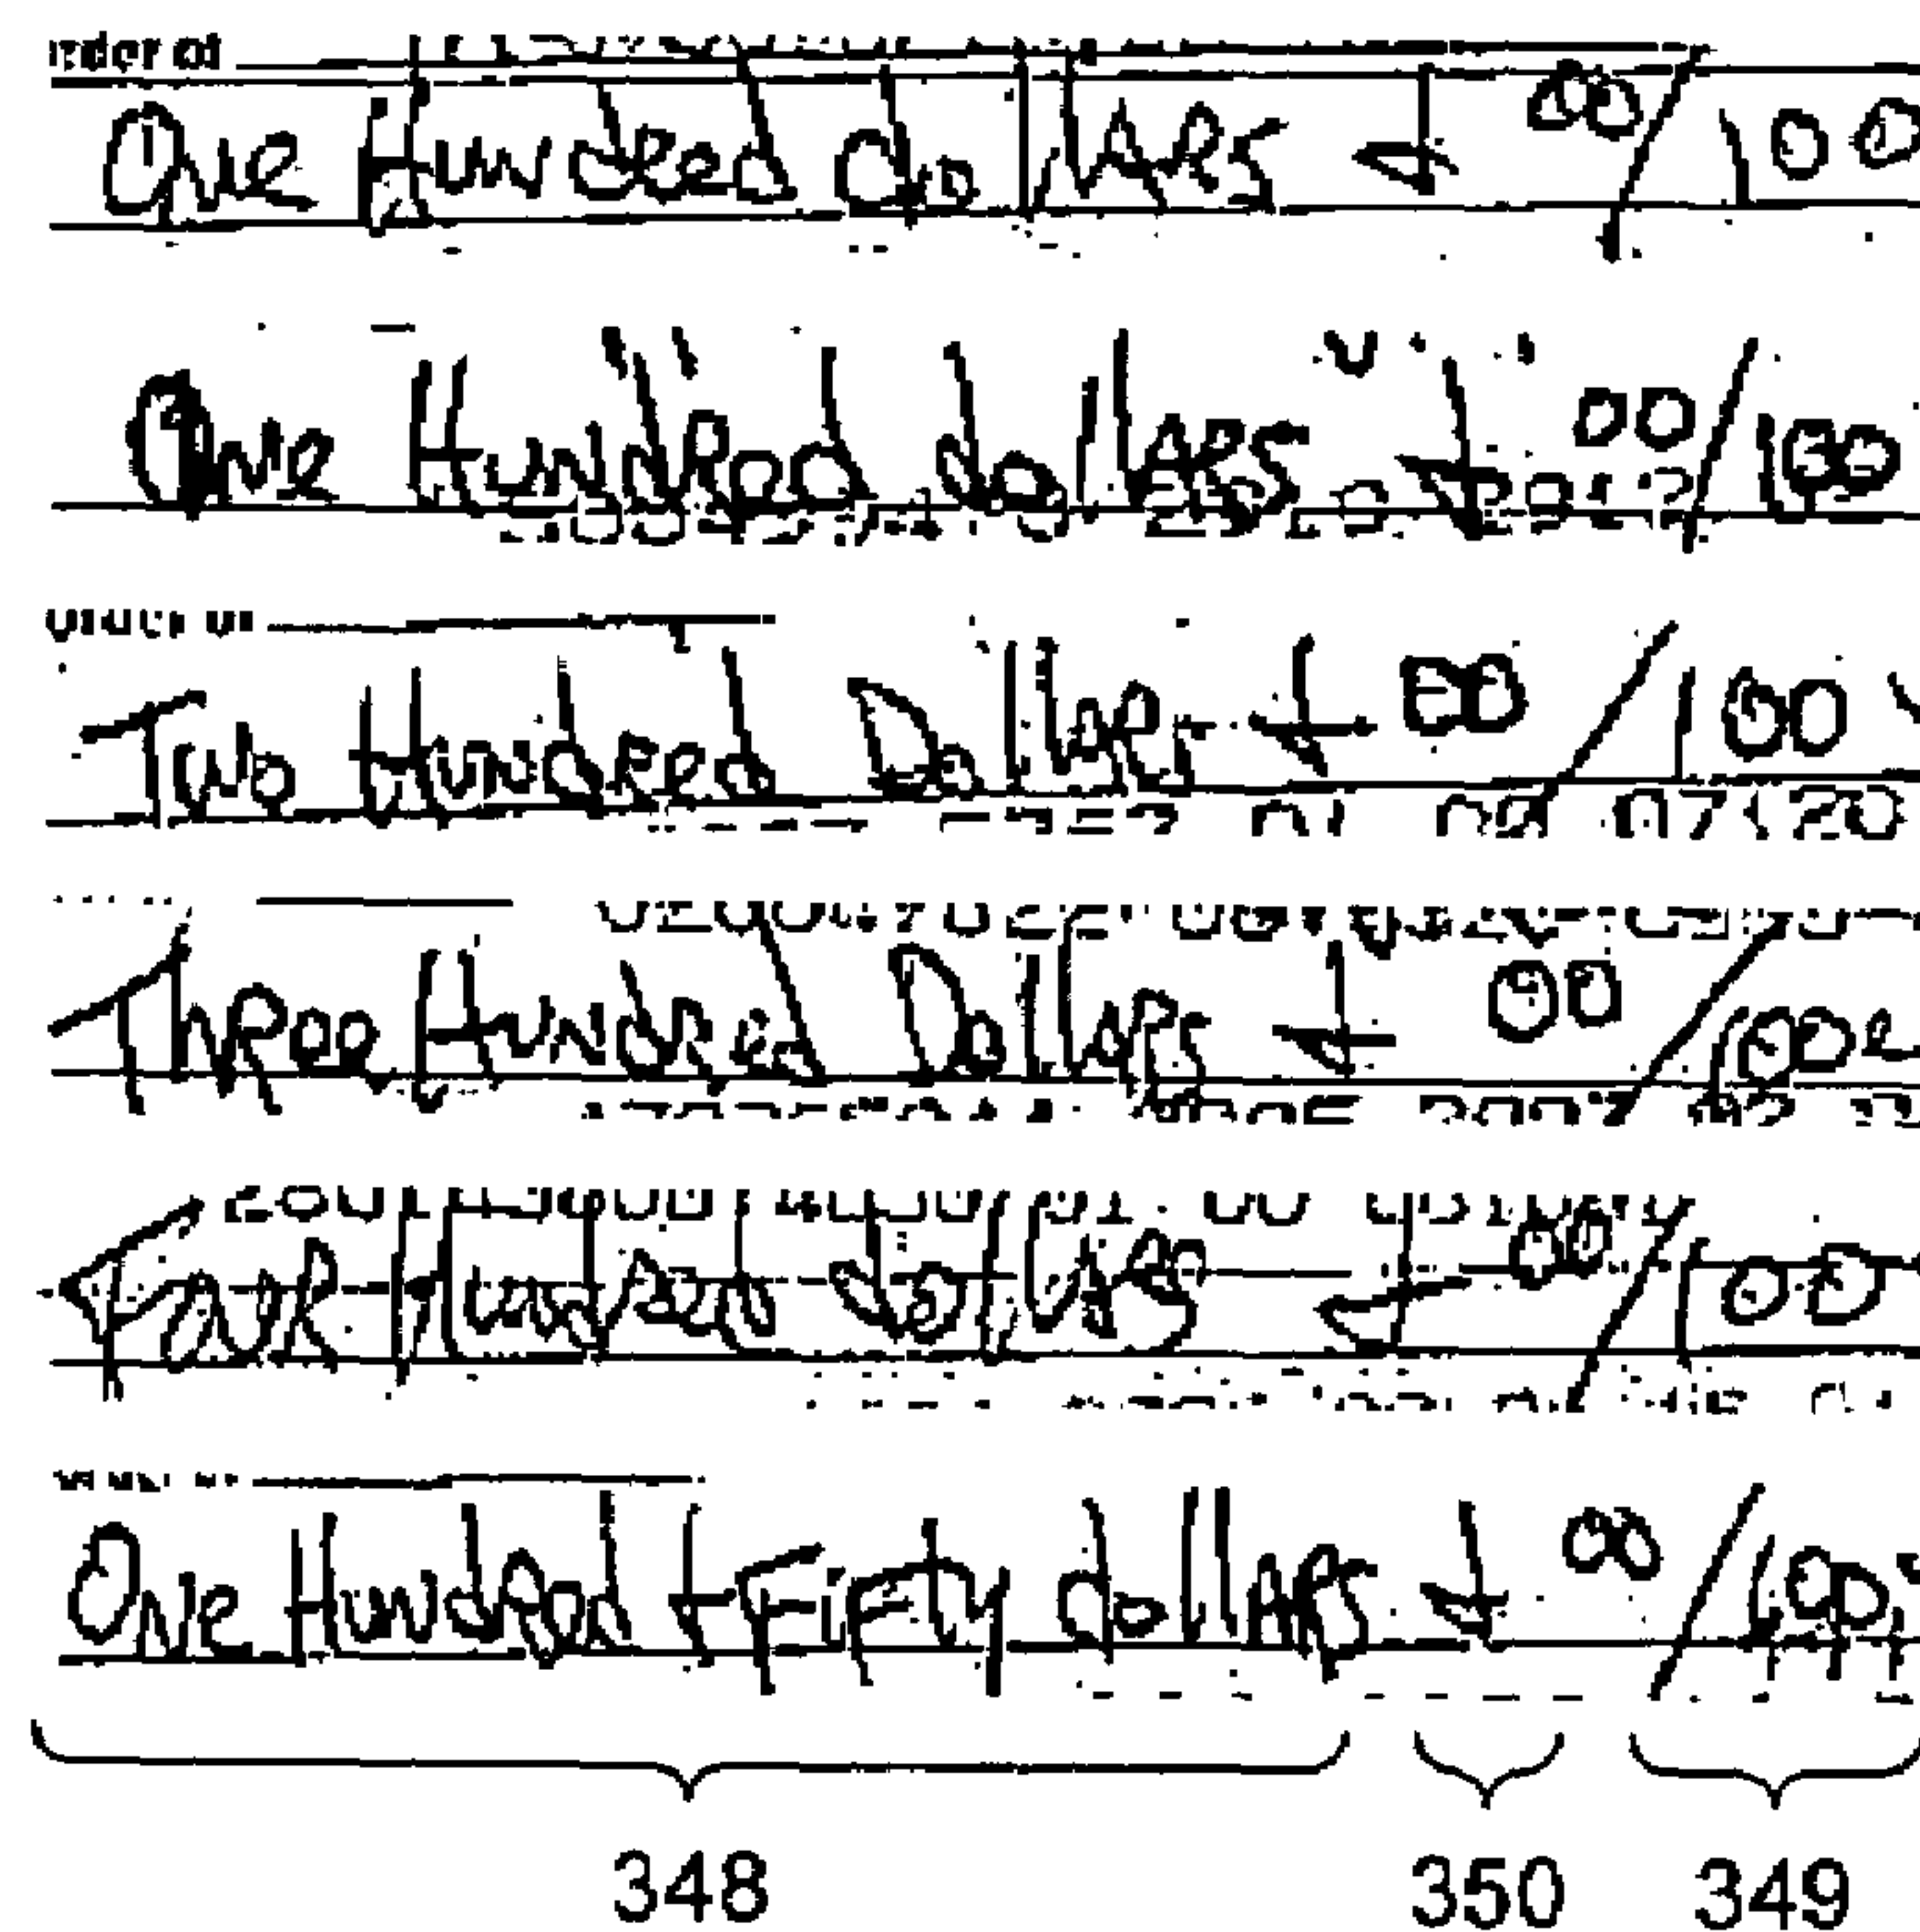 One Hundred dollars + 00/100
One Hundred dollars + 00/100
Two Hundred Dollars + 00/100
Three Hundred Dollars + 00/100
Four Hundred Dollars + 00/100
One Hundred + Fifty dollars + 00/100
348 350 349